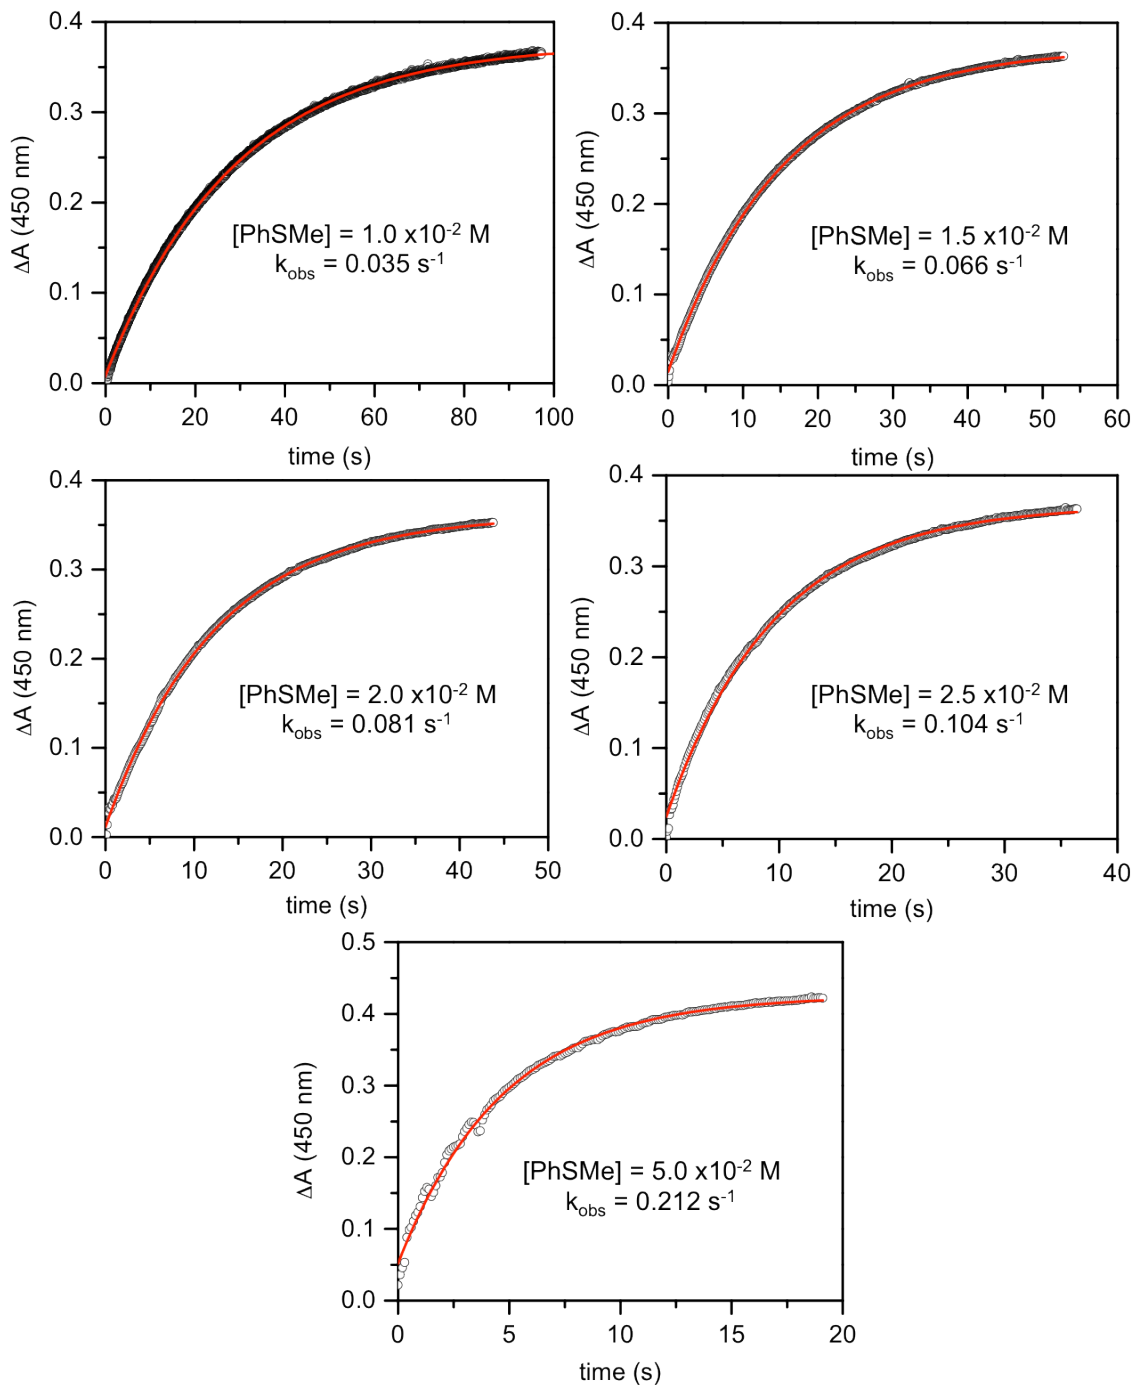 0.4
0.3
0.2
0.1
0.0
ΔA (450 nm)
[PhSMe] = 1.0 x10⁻² M
k_obs = 0.035 s⁻¹
0 20 40 60 80 100
time (s)
0.4
0.3
0.2
0.1
0.0
ΔA (450 nm)
[PhSMe] = 1.5 x10⁻² M
k_obs = 0.066 s⁻¹
0 10 20 30 40 50 60
time (s)
0.4
0.3
0.2
0.1
0.0
ΔA (450 nm)
[PhSMe] = 2.0 x10⁻² M
k_obs = 0.081 s⁻¹
0 10 20 30 40 50
time (s)
0.4
0.3
0.2
0.1
0.0
ΔA (450 nm)
[PhSMe] = 2.5 x10⁻² M
k_obs = 0.104 s⁻¹
0 10 20 30 40
time (s)
0.5
0.4
0.3
0.2
0.1
0.0
ΔA (450 nm)
[PhSMe] = 5.0 x10⁻² M
k_obs = 0.212 s⁻¹
0 5 10 15 20
time (s)